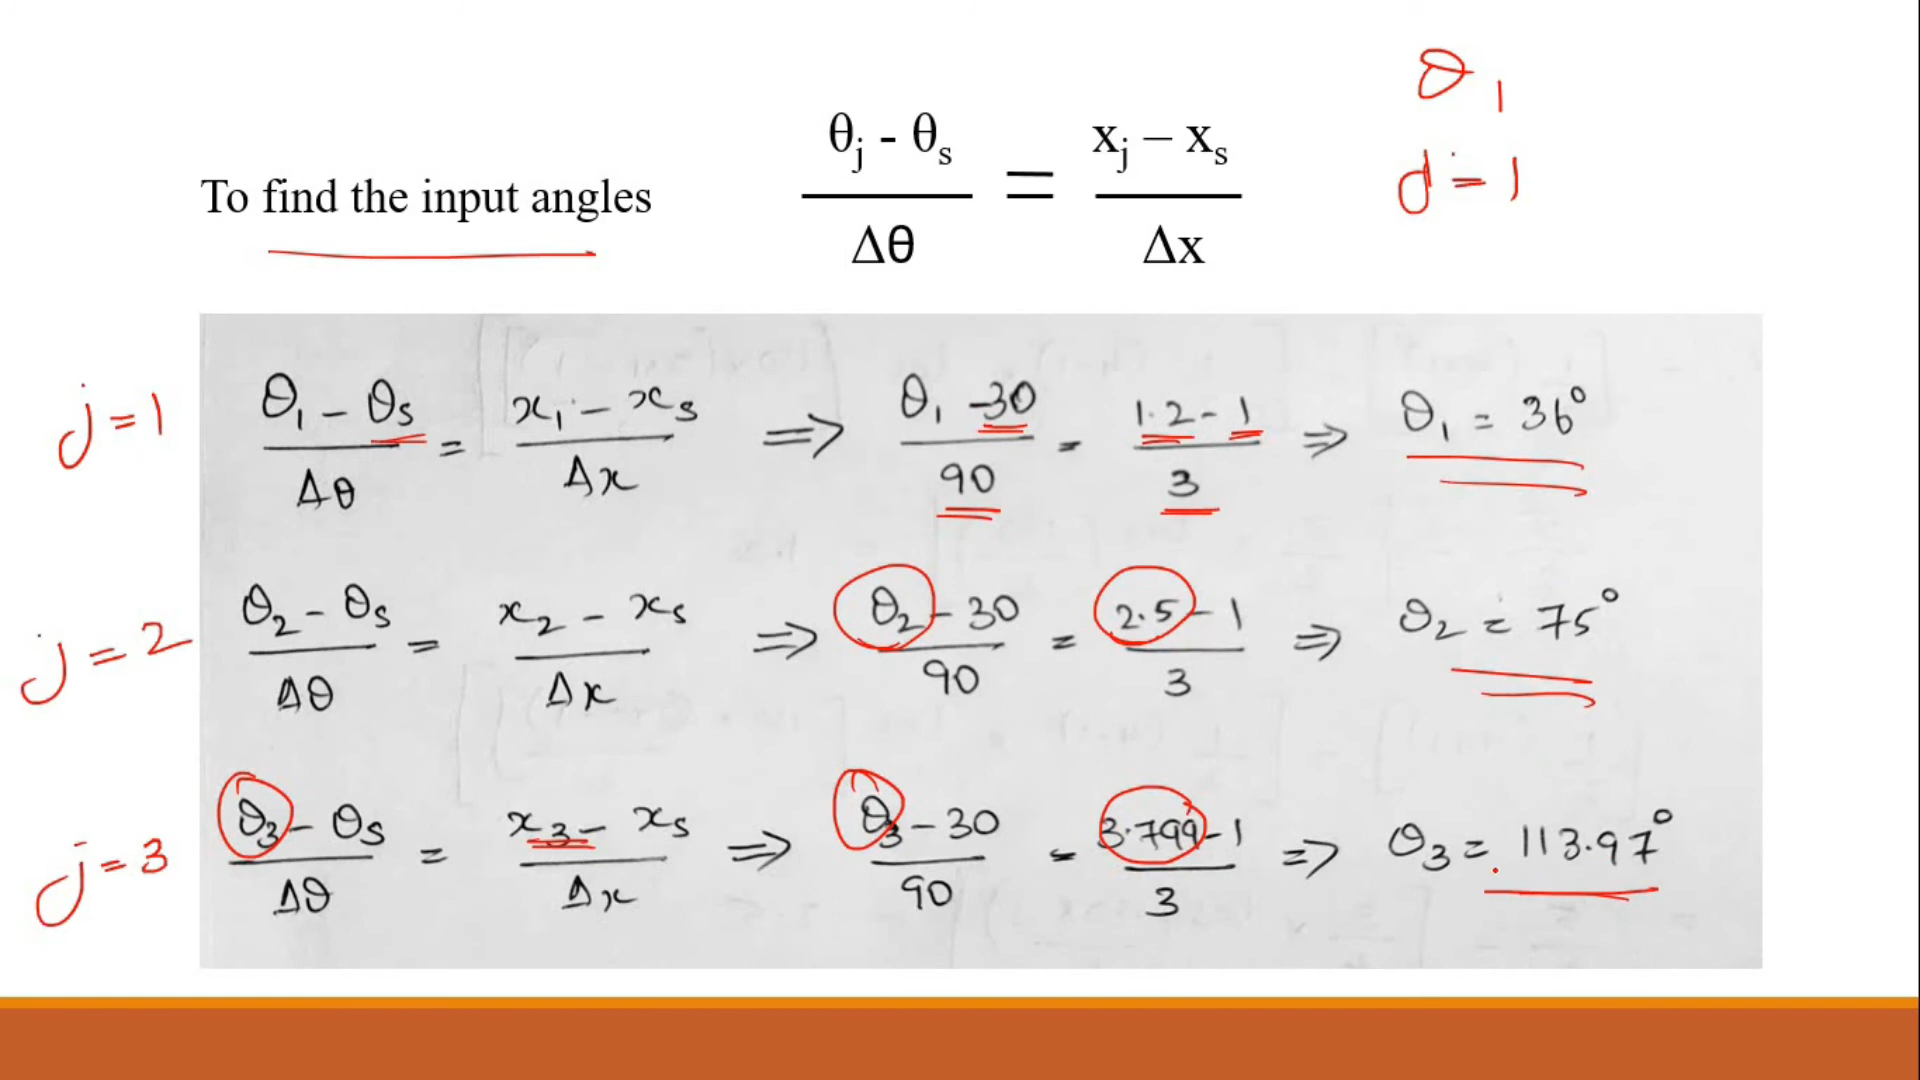 θ1
j = 1
To find the input angles
(θj - θs)/Δθ = (xj – xs)/Δx
j = 1
(θ1 – θs)/Δθ = (x1 – xs)/Δx ⇒ (θ1 - 30)/90 = (1.2 - 1)/3 ⇒ θ1 = 36°
j = 2
(θ2 – θs)/Δθ = (x2 – xs)/Δx ⇒ (θ2 - 30)/90 = (2.5 - 1)/3 ⇒ θ2 = 75°
j = 3
(θ3 – θs)/Δθ = (x3 – xs)/Δx ⇒ (θ3 - 30)/90 = (3.799 - 1)/3 ⇒ θ3 = 113.97°